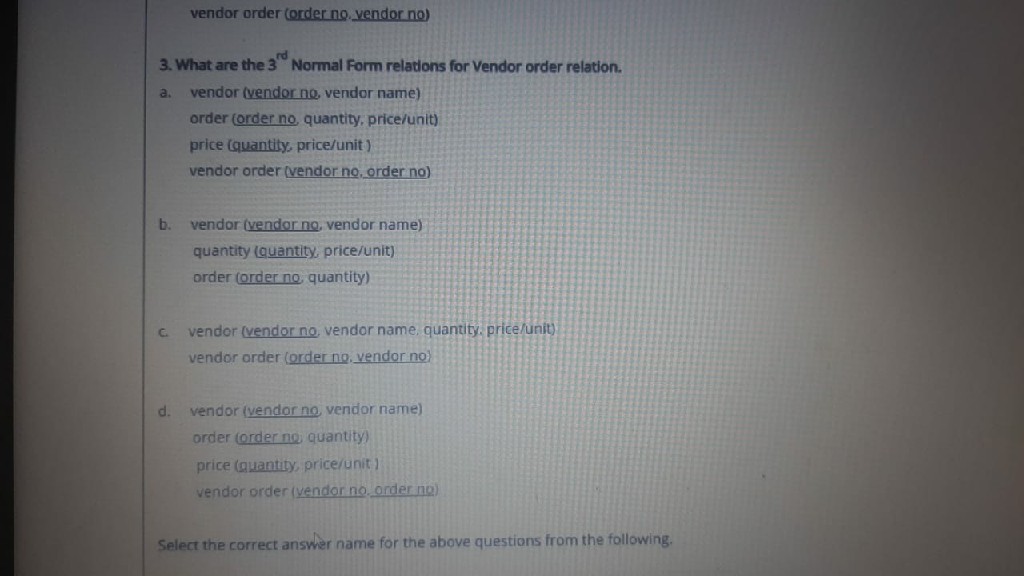 vendor order (order no, vendor no)
3. What are the 3rd Normal Form relations for Vendor order relation.
a. vendor (vendor no, vendor name)
order (order no, quantity, price/unit)
price (quantity, price/unit )
vendor order (vendor no, order no)
b. vendor (vendor no, vendor name)
quantity (quantity, price/unit)
order (order no, quantity)
c. vendor (vendor no, vendor name, quantity, price/unit)
vendor order (order no, vendor no)
d. vendor (vendor no, vendor name)
order (order no, quantity)
price (quantity, price/unit )
vendor order (vendor no, order no)
Select the correct answer name for the above questions from the following.